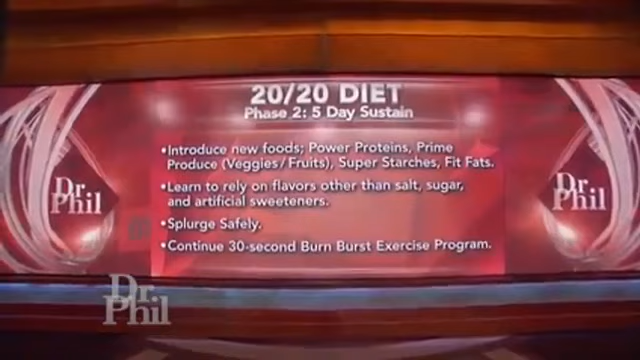 20/20 DIET
Phase 2: 5 Day Sustain
•Introduce new foods; Power Proteins, Prime
Produce (Veggies/Fruits), Super Starches, Fit Fats.
•Learn to rely on flavors other than salt, sugar,
and artificial sweeteners.
•Splurge Safely.
•Continue 30-second Burn Burst Exercise Program.
Dr.
Phil
Dr.
Phil
Dr.
Phil